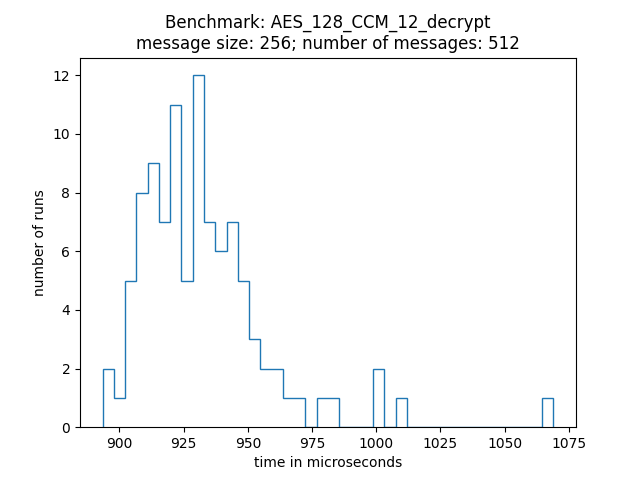 Benchmark: AES_128_CCM_12_decrypt
message size: 256; number of messages: 512
12
10
8
6
4
2
0
number of runs
900 925 950 975 1000 1025 1050 1075
time in microseconds